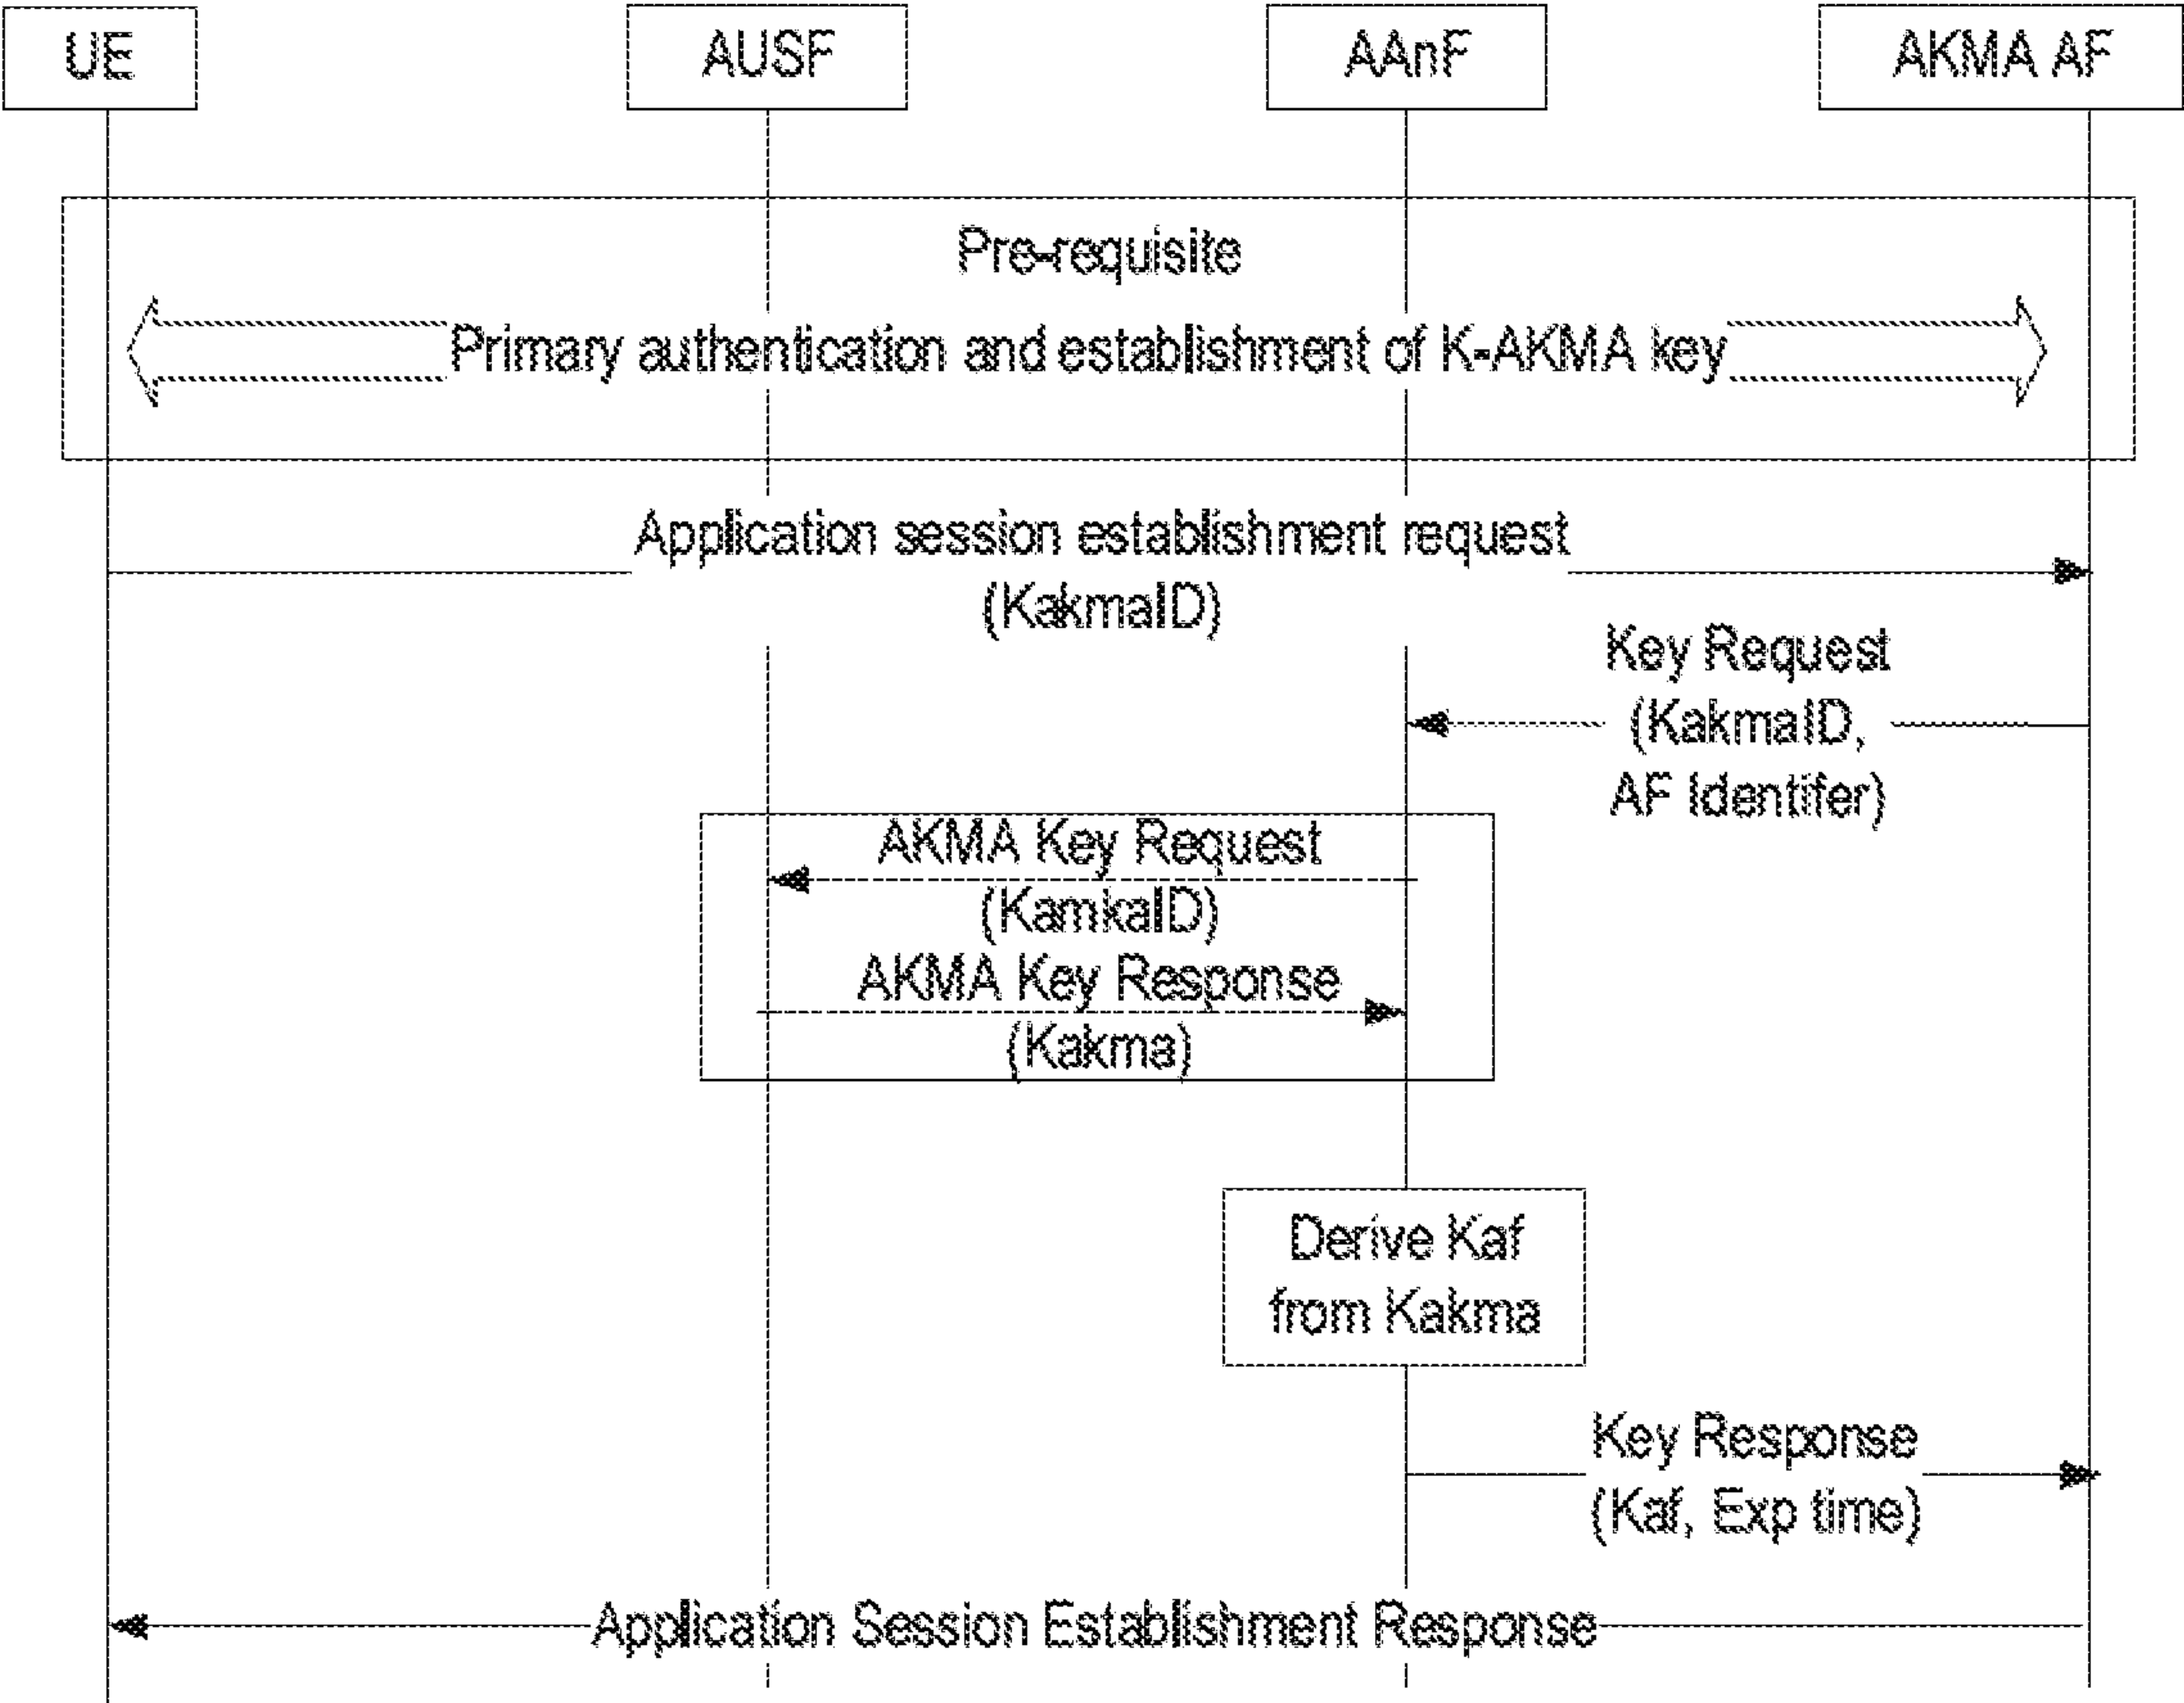 UE
AUSF
AAnF
AKMA AF
Pre-requisite
Primary authentication and establishment of K-AKMA key
Application session establishment request
(KakmaID)
Key Request
(KakmaID,
AF Identifer)
AKMA Key Request
(KamkaID)
AKMA Key Response
(Kakma)
Derive Kaf
from Kakma
Key Response
(Kaf, Exp time)
Application Session Establishment Response